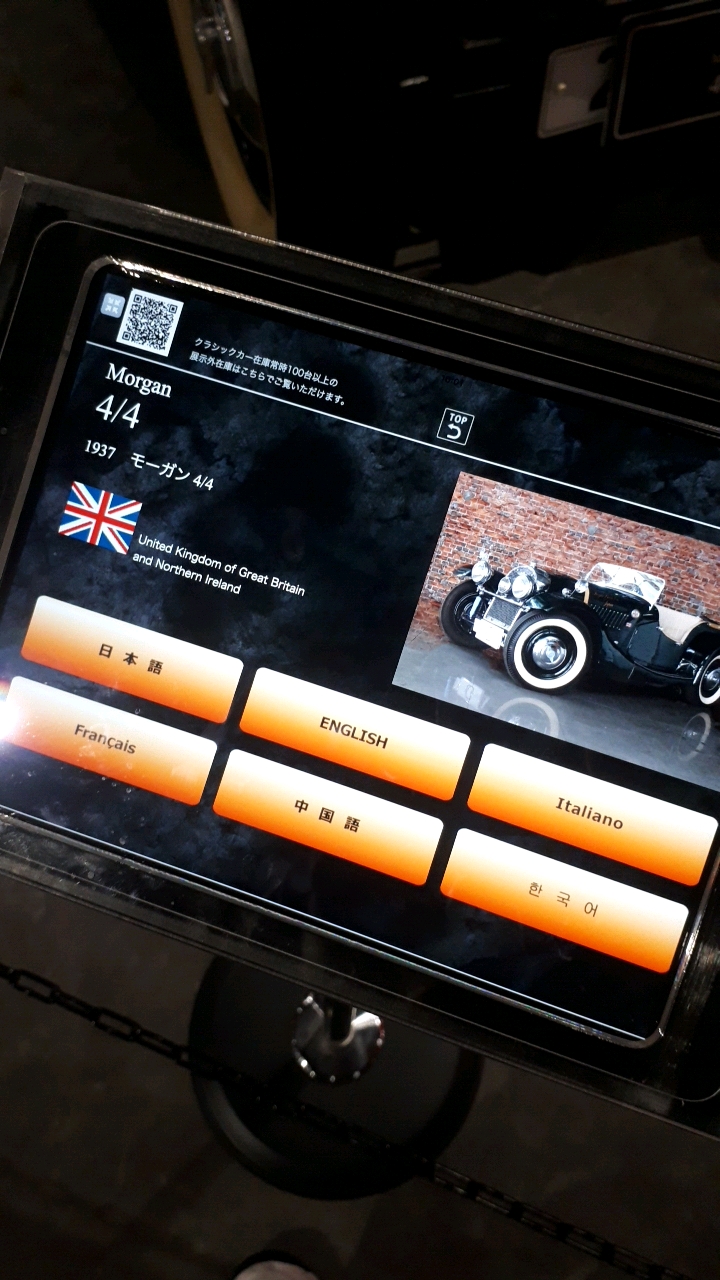 クラシックカー在庫常時100台以上の
展示外在庫はこちらでご覧いただけます。
TOP
Morgan
4/4
1937 モーガン 4/4
United Kingdom of Great Britain
and Northern Ireland
日本語
ENGLISH
Italiano
Français
中国語
한국어